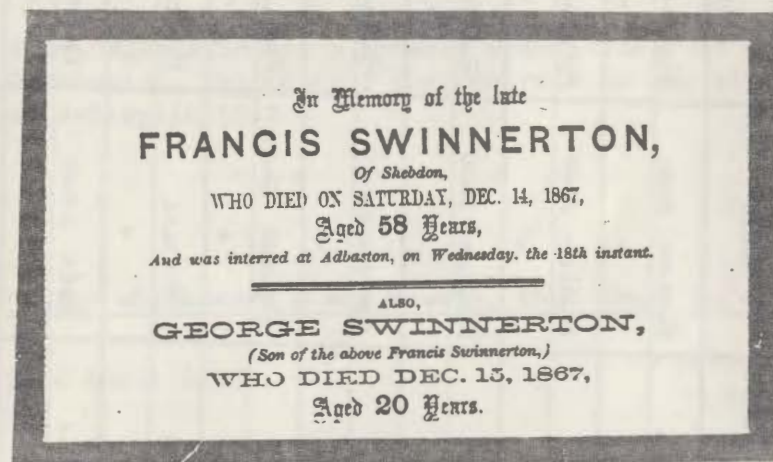 In Memory of the late
FRANCIS SWINNERTON,
Of Shebdon,
WHO DIED ON SATURDAY, DEC. 14, 1867,
Aged 58 Years,
And was interred at Adbaston, on Wednesday. the 18th instant.
ALSO,
GEORGE SWINNERTON,
(Son of the above Francis Swinnerton,)
WHO DIED DEC. 15, 1867,
Aged 20 Years.